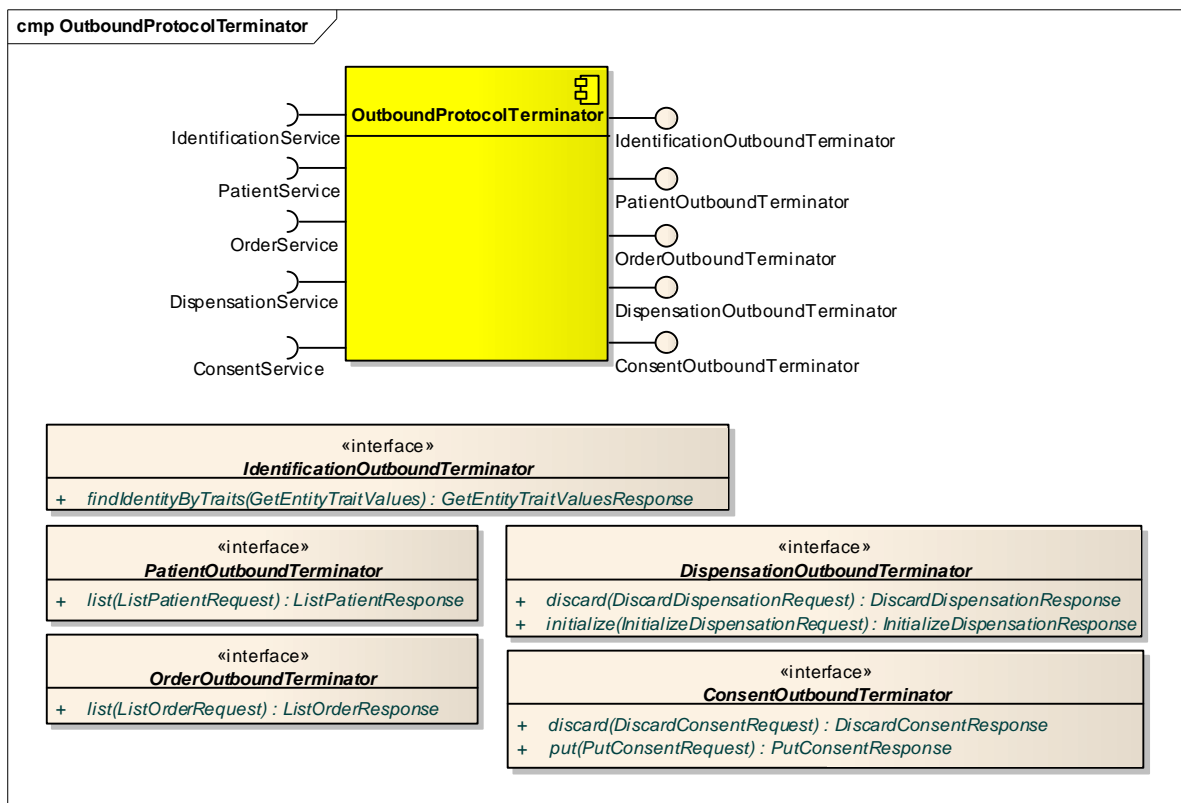 cmp OutboundProtocolTerminator
OutboundProtocolTerminator
IdentificationService
PatientService
OrderService
DispensationService
ConsentService
IdentificationOutboundTerminator
PatientOutboundTerminator
OrderOutboundTerminator
DispensationOutboundTerminator
ConsentOutboundTerminator
«interface»
IdentificationOutboundTerminator
+ findIdentityByTraits(GetEntityTraitValues) : GetEntityTraitValuesResponse
«interface»
PatientOutboundTerminator
+ list(ListPatientRequest) : ListPatientResponse
«interface»
OrderOutboundTerminator
+ list(ListOrderRequest) : ListOrderResponse
«interface»
DispensationOutboundTerminator
+ discard(DiscardDispensationRequest) : DiscardDispensationResponse
+ initialize(InitializeDispensationRequest) : InitializeDispensationResponse
«interface»
ConsentOutboundTerminator
+ discard(DiscardConsentRequest) : DiscardConsentResponse
+ put(PutConsentRequest) : PutConsentResponse